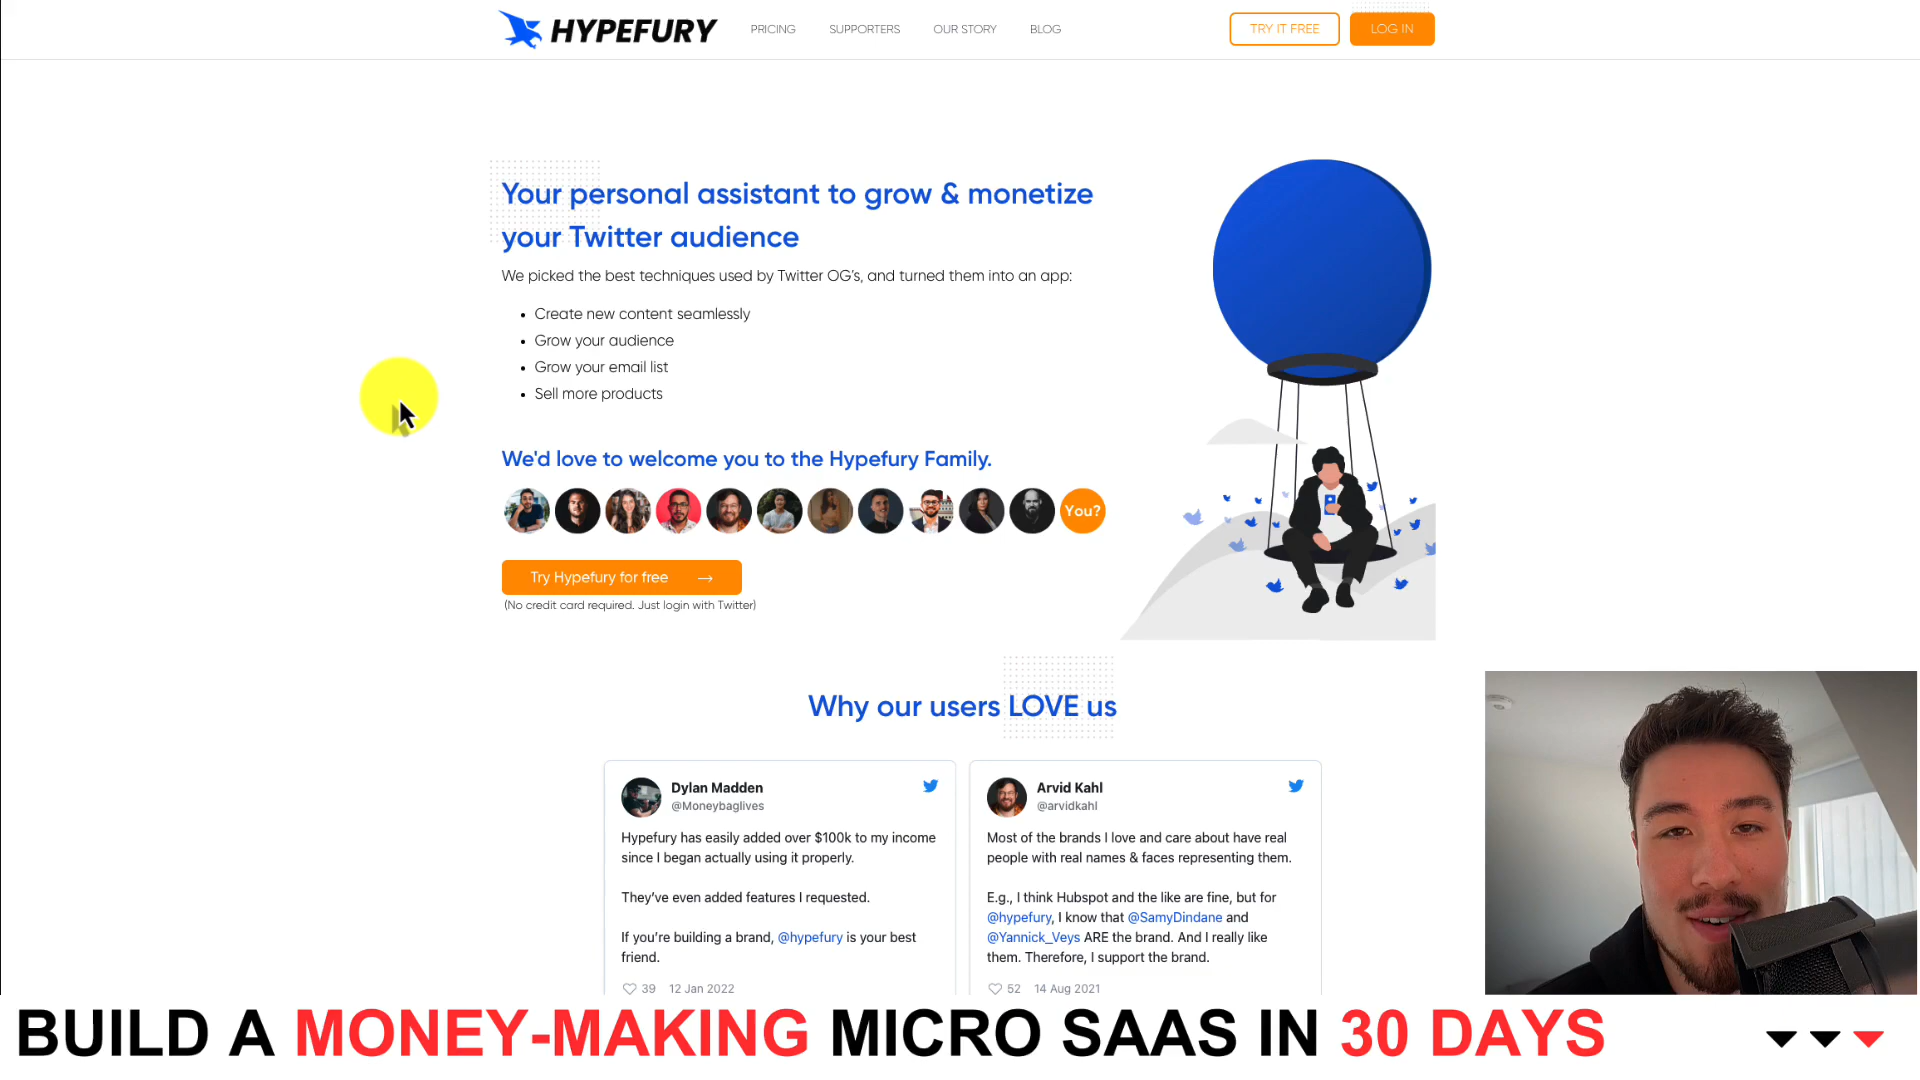 HYPEFURY
PRICING
SUPPORTERS
OUR STORY
BLOG
TRY IT FREE
LOG IN
Your personal assistant to grow & monetize
your Twitter audience
We picked the best techniques used by Twitter OG's, and turned them into an app:
Create new content seamlessly
Grow your audience
Grow your email list
Sell more products
We'd love to welcome you to the Hypefury Family.
You?
Try Hypefury for free →
(No credit card required. Just login with Twitter)
Why our users LOVE us
Dylan Madden
@Moneybaglives
Hypefury has easily added over $100k to my income
since I began actually using it properly.
They've even added features I requested.
If you're building a brand, @hypefury is your best
friend.
39 12 Jan 2022
Arvid Kahl
@arvidkahl
Most of the brands I love and care about have real
people with real names & faces representing them.
E.g., I think Hubspot and the like are fine, but for
@hypefury, I know that @SamyDindane and
@Yannick_Veys ARE the brand. And I really like
them. Therefore, I support the brand.
52 14 Aug 2021
BUILD A MONEY-MAKING MICRO SAAS IN 30 DAYS